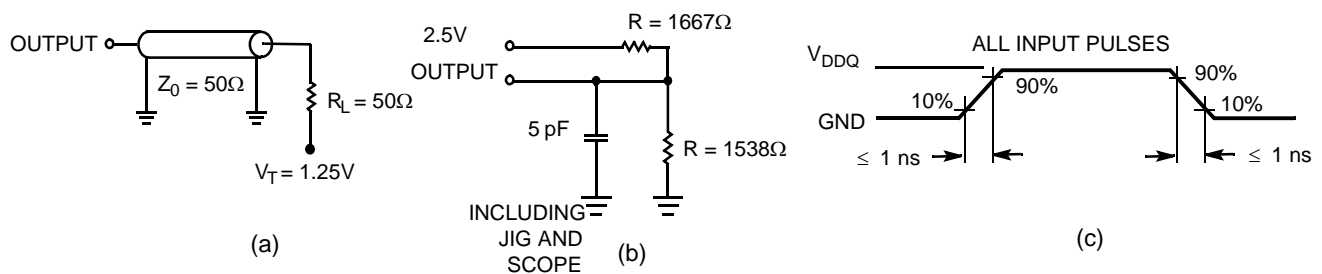 OUTPUT
Z0 = 50Ω
RL = 50Ω
VT = 1.25V
(a)
R = 1667Ω
2.5V
OUTPUT
5 pF
R = 1538Ω
INCLUDING
JIG AND
SCOPE
(b)
ALL INPUT PULSES
VDDQ
GND
10%
90%
90%
10%
≤ 1 ns
≤ 1 ns
(c)